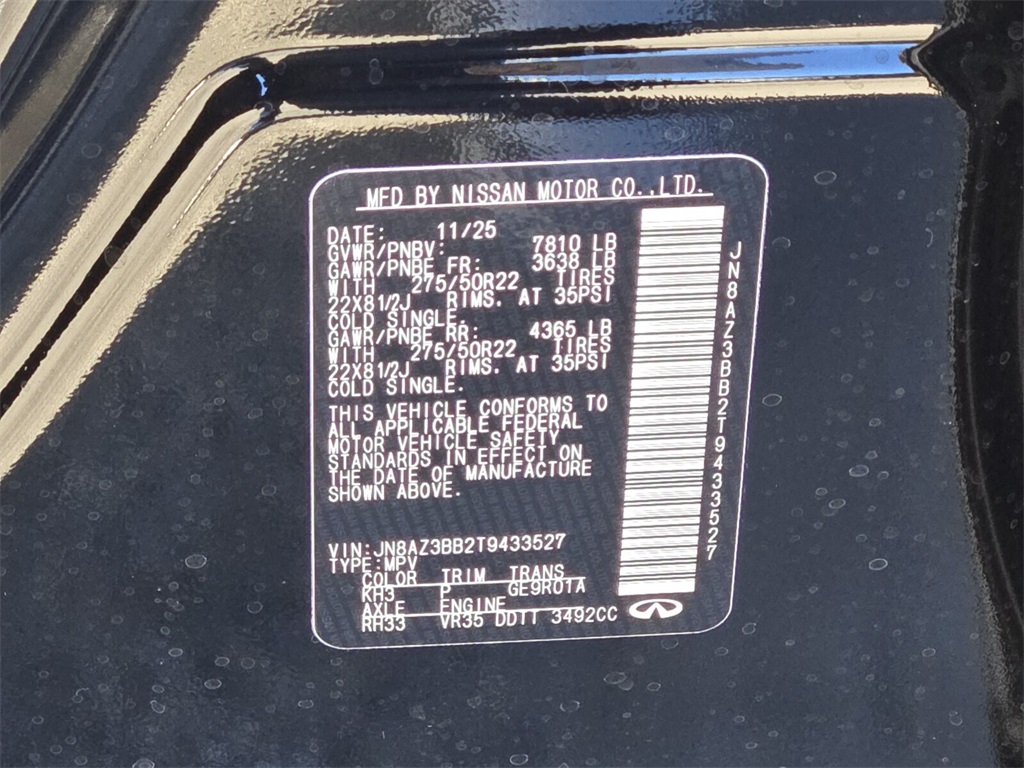 MFD BY NISSAN MOTOR CO.,LTD.
DATE: 11/25
GVWR/PNBV: 7810 LB
GAWR/PNBE FR: 3638 LB
WITH 275/50R22 TIRES
22X81/2J RIMS. AT 35PSI
COLD SINGLE.
GAWR/PNBE RR: 4365 LB
WITH 275/50R22 TIRES
22X81/2J RIMS. AT 35PSI
COLD SINGLE.
THIS VEHICLE CONFORMS TO
ALL APPLICABLE FEDERAL
MOTOR VEHICLE SAFETY
STANDARDS IN EFFECT ON
THE DATE OF MANUFACTURE
SHOWN ABOVE.
VIN:JN8AZ3BB2T9433527
TYPE:MPV
COLOR TRIM TRANS
KH3 P GE9R01A
AXLE ENGINE
RH33 VR35 DDTT 3492CC
JN8AZ3BB2T9433527